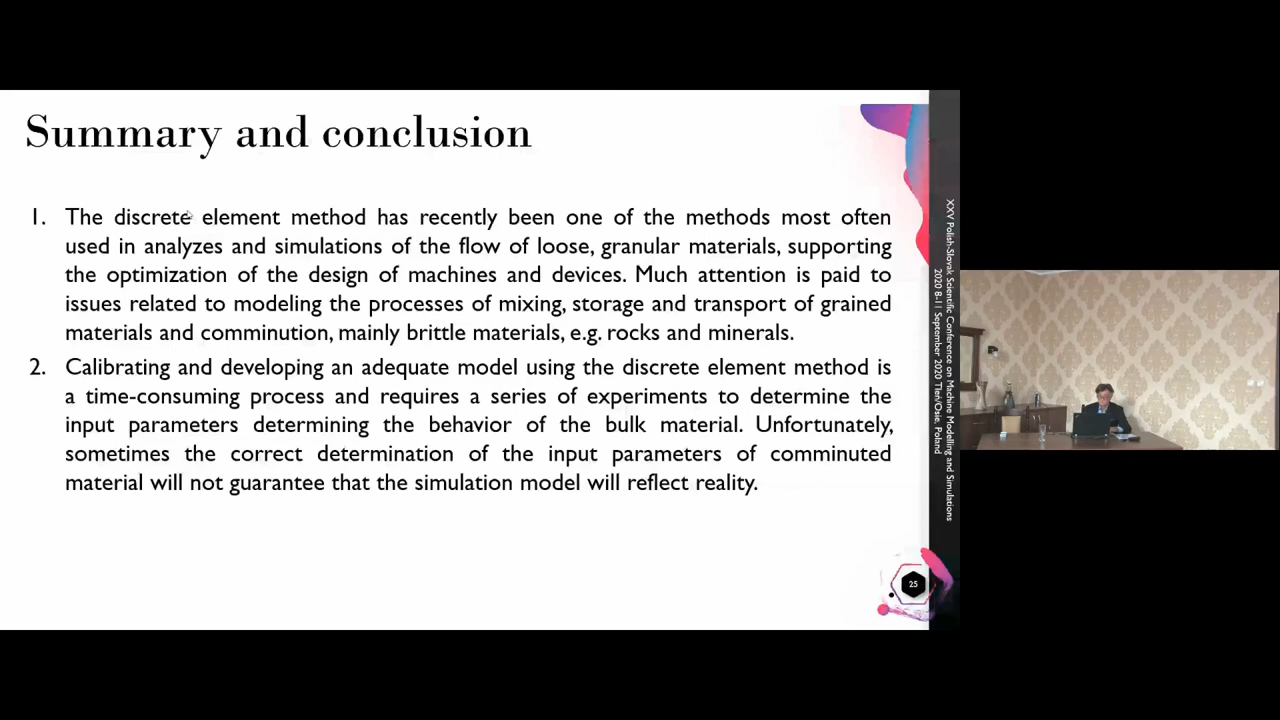 Summary and conclusion
1. The discrete element method has recently been one of the methods most often
used in analyzes and simulations of the flow of loose, granular materials, supporting
the optimization of the design of machines and devices. Much attention is paid to
issues related to modeling the processes of mixing, storage and transport of grained
materials and comminution, mainly brittle materials, e.g. rocks and minerals.
2. Calibrating and developing an adequate model using the discrete element method is
a time-consuming process and requires a series of experiments to determine the
input parameters determining the behavior of the bulk material. Unfortunately,
sometimes the correct determination of the input parameters of comminuted
material will not guarantee that the simulation model will reflect reality.
25
XXV Polish-Slovak Scientific Conference on Machine Modelling and Simulations
2020 8-11 September 2020 Tleń/Osie, Poland